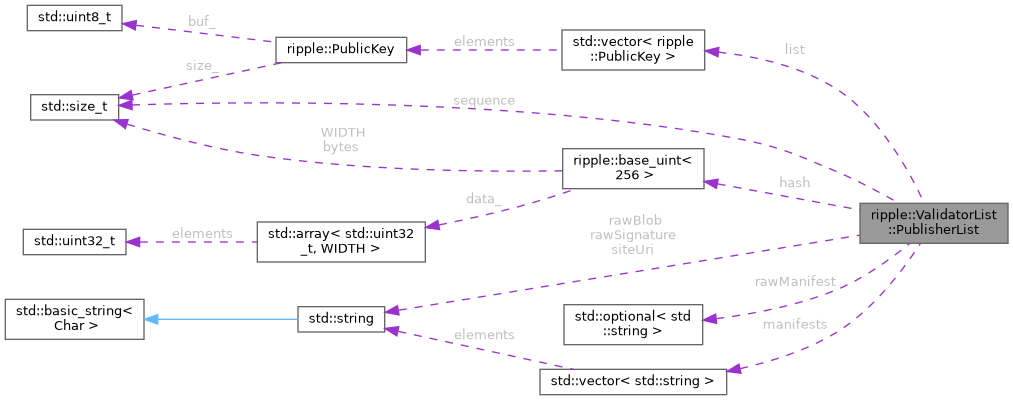 std::uint8_t
buf_
ripple::PublicKey
elements
std::vector< ripple
::PublicKey >
list
size_
std::size_t
sequence
WIDTH
bytes
ripple::base_uint<
256 >
hash
data_
ripple::ValidatorList
::PublisherList
std::uint32_t
elements
std::array< std::uint32
_t, WIDTH >
rawBlob
rawSignature
siteUri
rawManifest
std::basic_string<
Char >
std::string
std::optional< std
::string >
manifests
elements
std::vector< std::string >